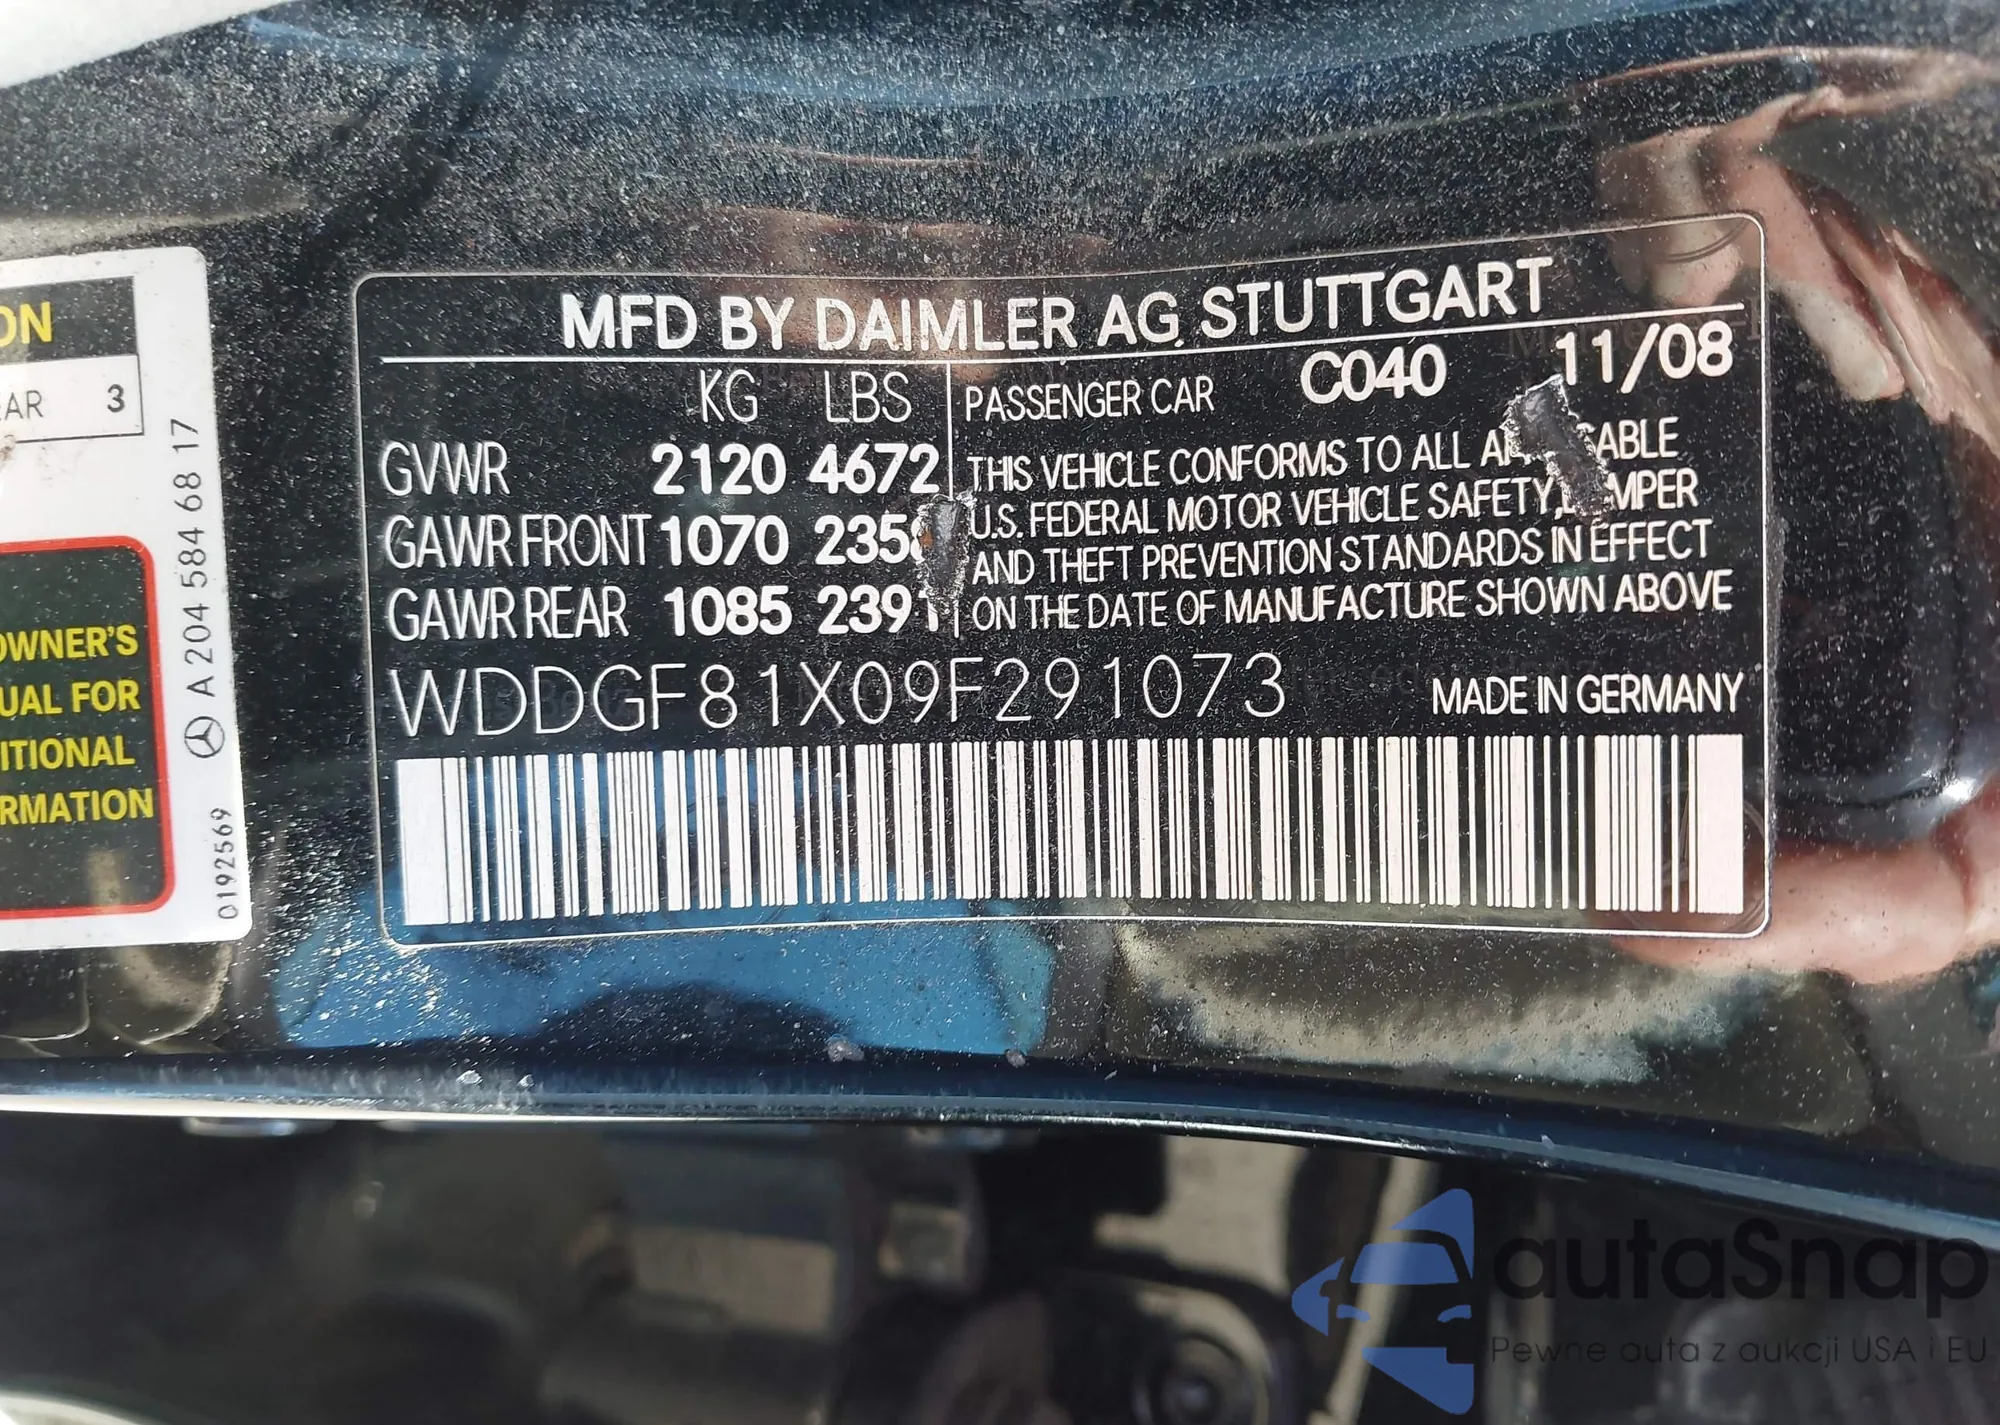 ON
AR 3
OWNER'S
UAL FOR
ITIONAL
RMATION
A 204 584 68 17
0192569
MFD BY DAIMLER AG STUTTGART
KG LBS
PASSENGER CAR C040 11/08
GVWR 2120 4672
GAWR FRONT 1070
GAWR REAR 1085 2391
THIS VEHICLE CONFORMS TO ALL
U.S. FEDERAL MOTOR VEHICLE SAFETY,
AND THEFT PREVENTION STANDARDS IN EFFECT
ON THE DATE OF MANUFACTURE SHOWN ABOVE
WDDGF81X09F291073
MADE IN GERMANY
autaSnap
Pewne auta z aukcji USA i EU